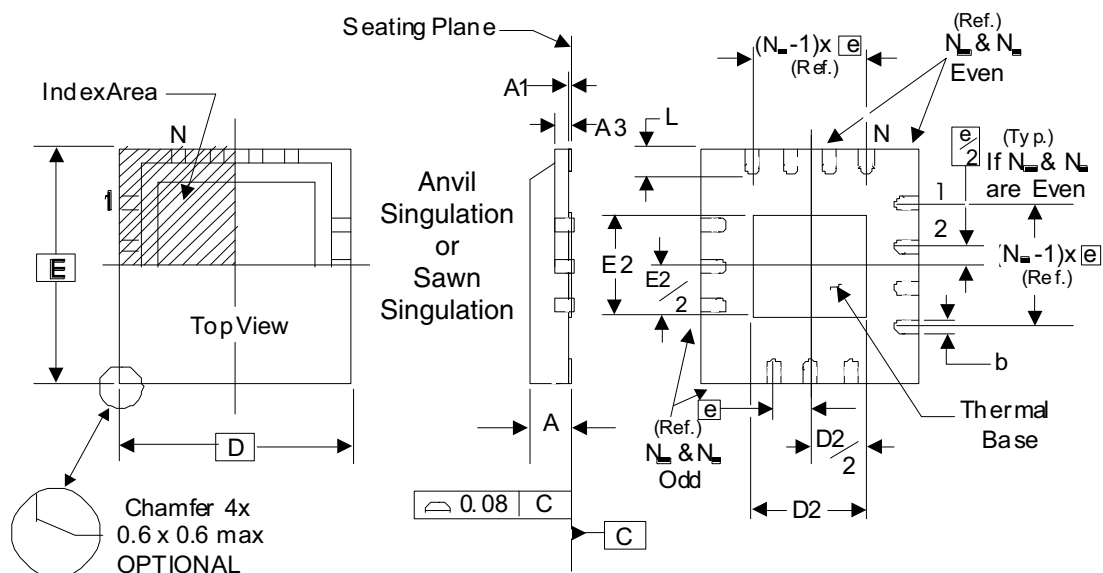 Seating Plane
(Ref.)
N & N
Even
(N -1)x e
(Ref.)
Index Area
A1
A3
L
N
N
e/2
(Typ.)
If N & N
are Even
1
1
2
Anvil
Singulation
or
Sawn
Singulation
E
E2
E2/2
(N -1)x e
(Ref.)
Top View
b
A
e
(Ref.)
N & N
Odd
D2/2
Thermal
Base
D
D2
Chamfer 4x
0.6 x 0.6 max
OPTIONAL
0.08 C
C